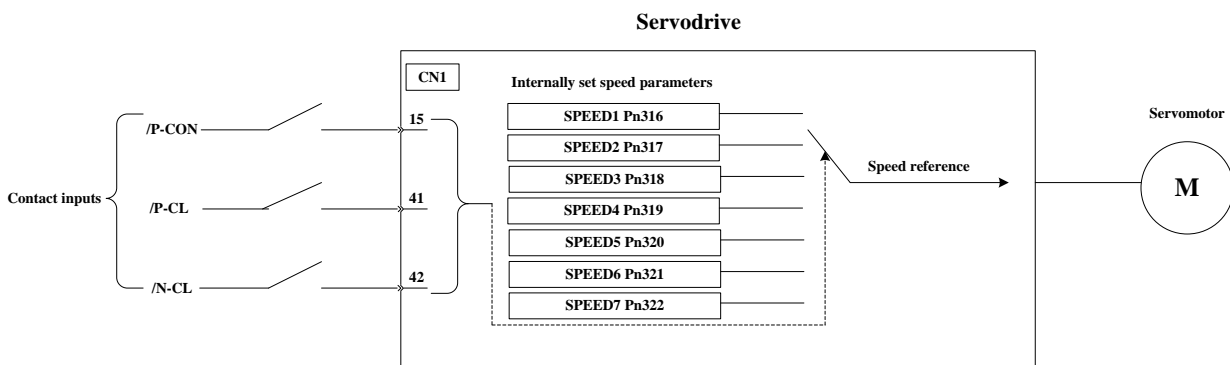 Servodrive
CN1
Internally set speed parameters
Contact inputs
/P-CON
15
/P-CL
41
/N-CL
42
SPEED1 Pn316
SPEED2 Pn317
SPEED3 Pn318
SPEED4 Pn319
SPEED5 Pn320
SPEED6 Pn321
SPEED7 Pn322
Speed reference
Servomotor
M